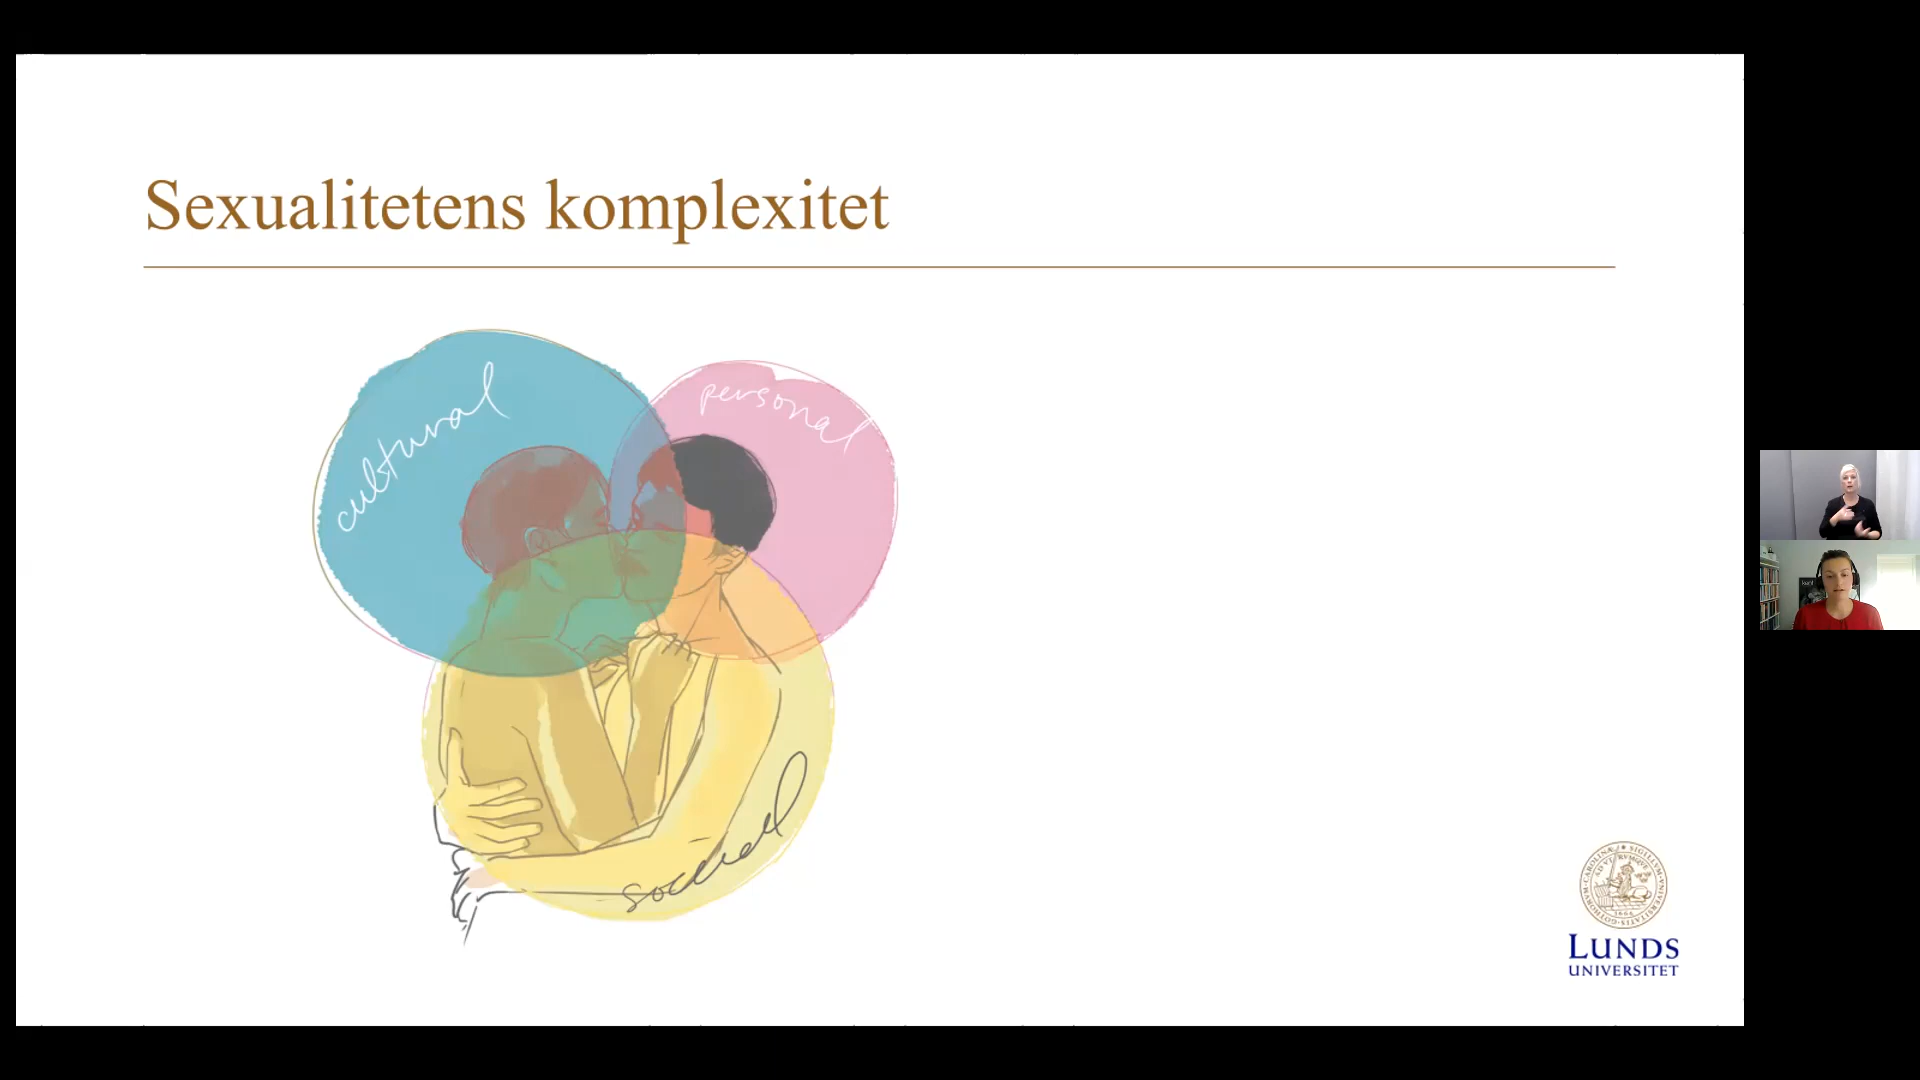 Sexualitetens komplexitet
cultural
personal
social
LUNDS
UNIVERSITET